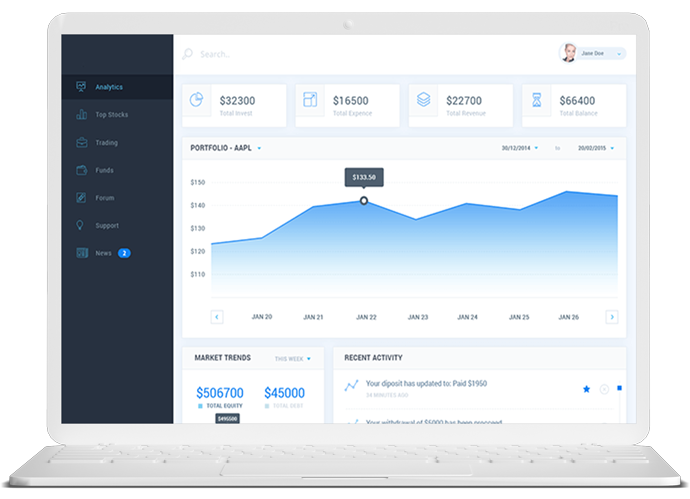 Search..
Jane Doe
Analytics
Top Stocks
Trading
Funds
Forum
Support
News 2
$32300
Total Invest
$16500
Total Expence
$22700
Total Revenue
$66400
Total Balance
PORTFOLIO - AAPL
30/12/2014 to 30/02/2015
$133.50
$150
$140
$130
$120
$110
JAN 20 JAN 21 JAN 22 JAN 23 JAN 24 JAN 25 JAN 26
MARKET TRENDS THIS WEEK
$506700 $45000
TOTAL EQUITY TOTAL DEBT
$495500
RECENT ACTIVITY
Your diposit has updated to: Paid $1950
24 MINUTES AGO
Your withdrawal of $5000 has been proceed